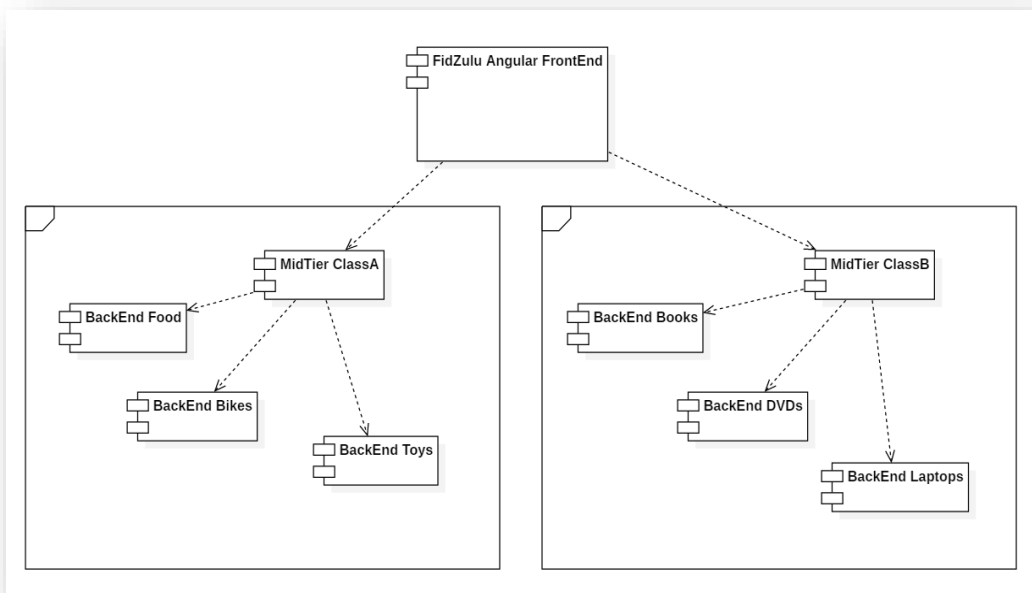 FidZulu Angular FrontEnd
MidTier ClassA
MidTier ClassB
BackEnd Food
BackEnd Books
BackEnd Bikes
BackEnd DVDs
BackEnd Toys
BackEnd Laptops